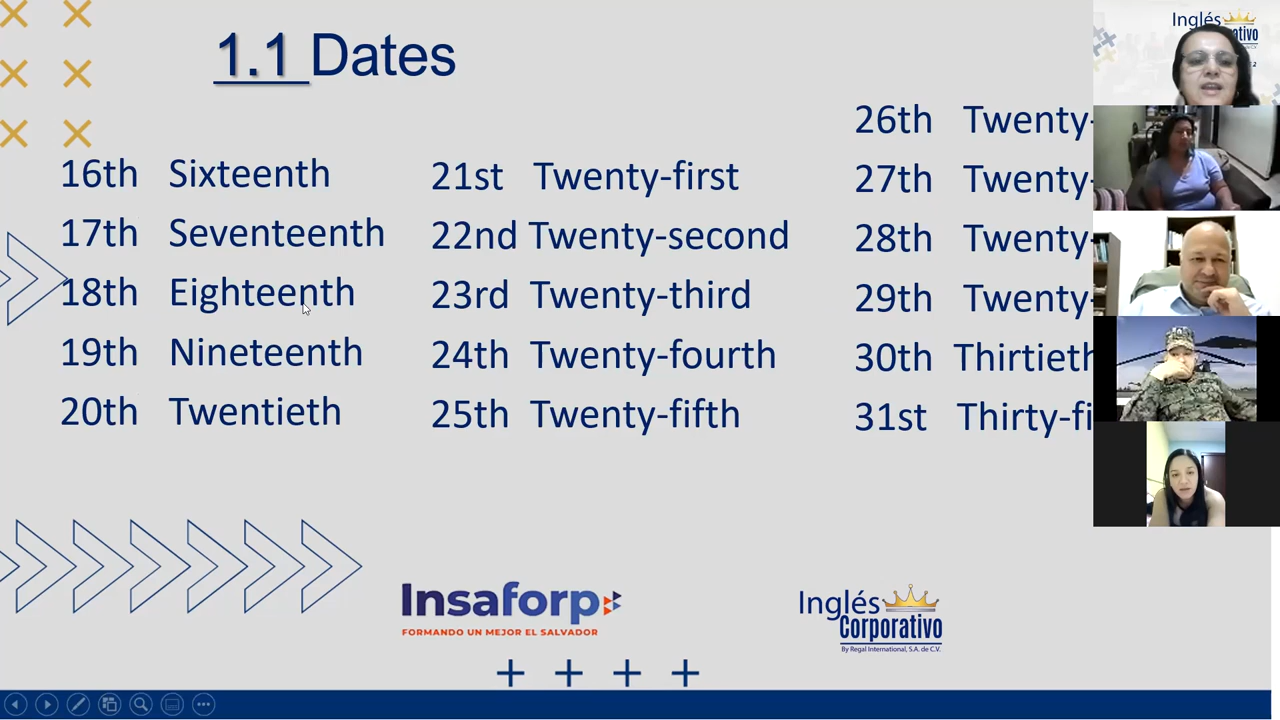 1.1 Dates
16th Sixteenth
17th Seventeenth
18th Eighteenth
19th Nineteenth
20th Twentieth
21st Twenty-first
22nd Twenty-second
23rd Twenty-third
24th Twenty-fourth
25th Twenty-fifth
26th Twenty-
27th Twenty-
28th Twenty-
29th Twenty-
30th Thirtieth
31st Thirty-fi
Insaforp
FORMANDO UN MEJOR EL SALVADOR
Inglés
Corporativo
By Regal International, S.A. de C.V.
Inglés